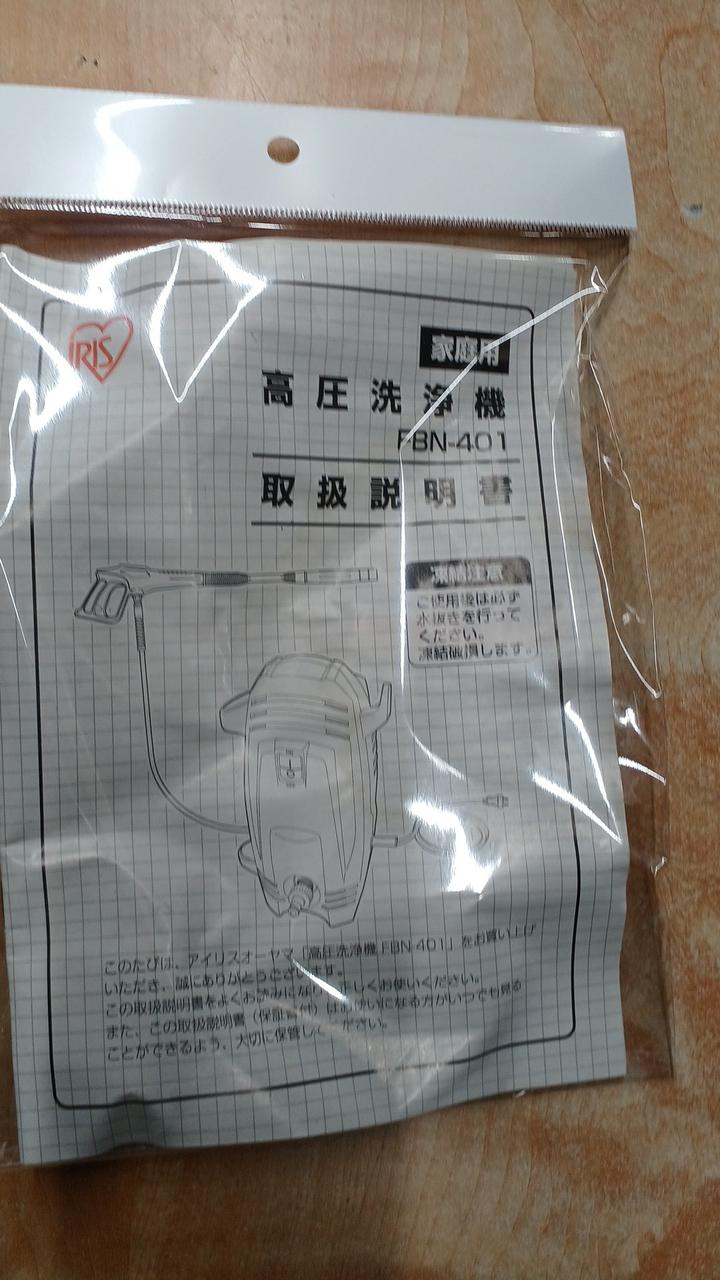 IRIS
家庭用
高圧洗浄機
FBN-401
取扱説明書
凍結注意
ご使用後は必ず
水抜きを行って
ください。
凍結破損します。
このたびは、アイリスオーヤマ「高圧洗浄機 FBN-401」をお買い上げ
いただき、誠にありがとうございます。
この取扱説明書をよくお読みになり正しくお使いください。
また、この取扱説明書（保証書付）はお使いになる方がいつでも見る
ことができるよう、大切に保管してください。